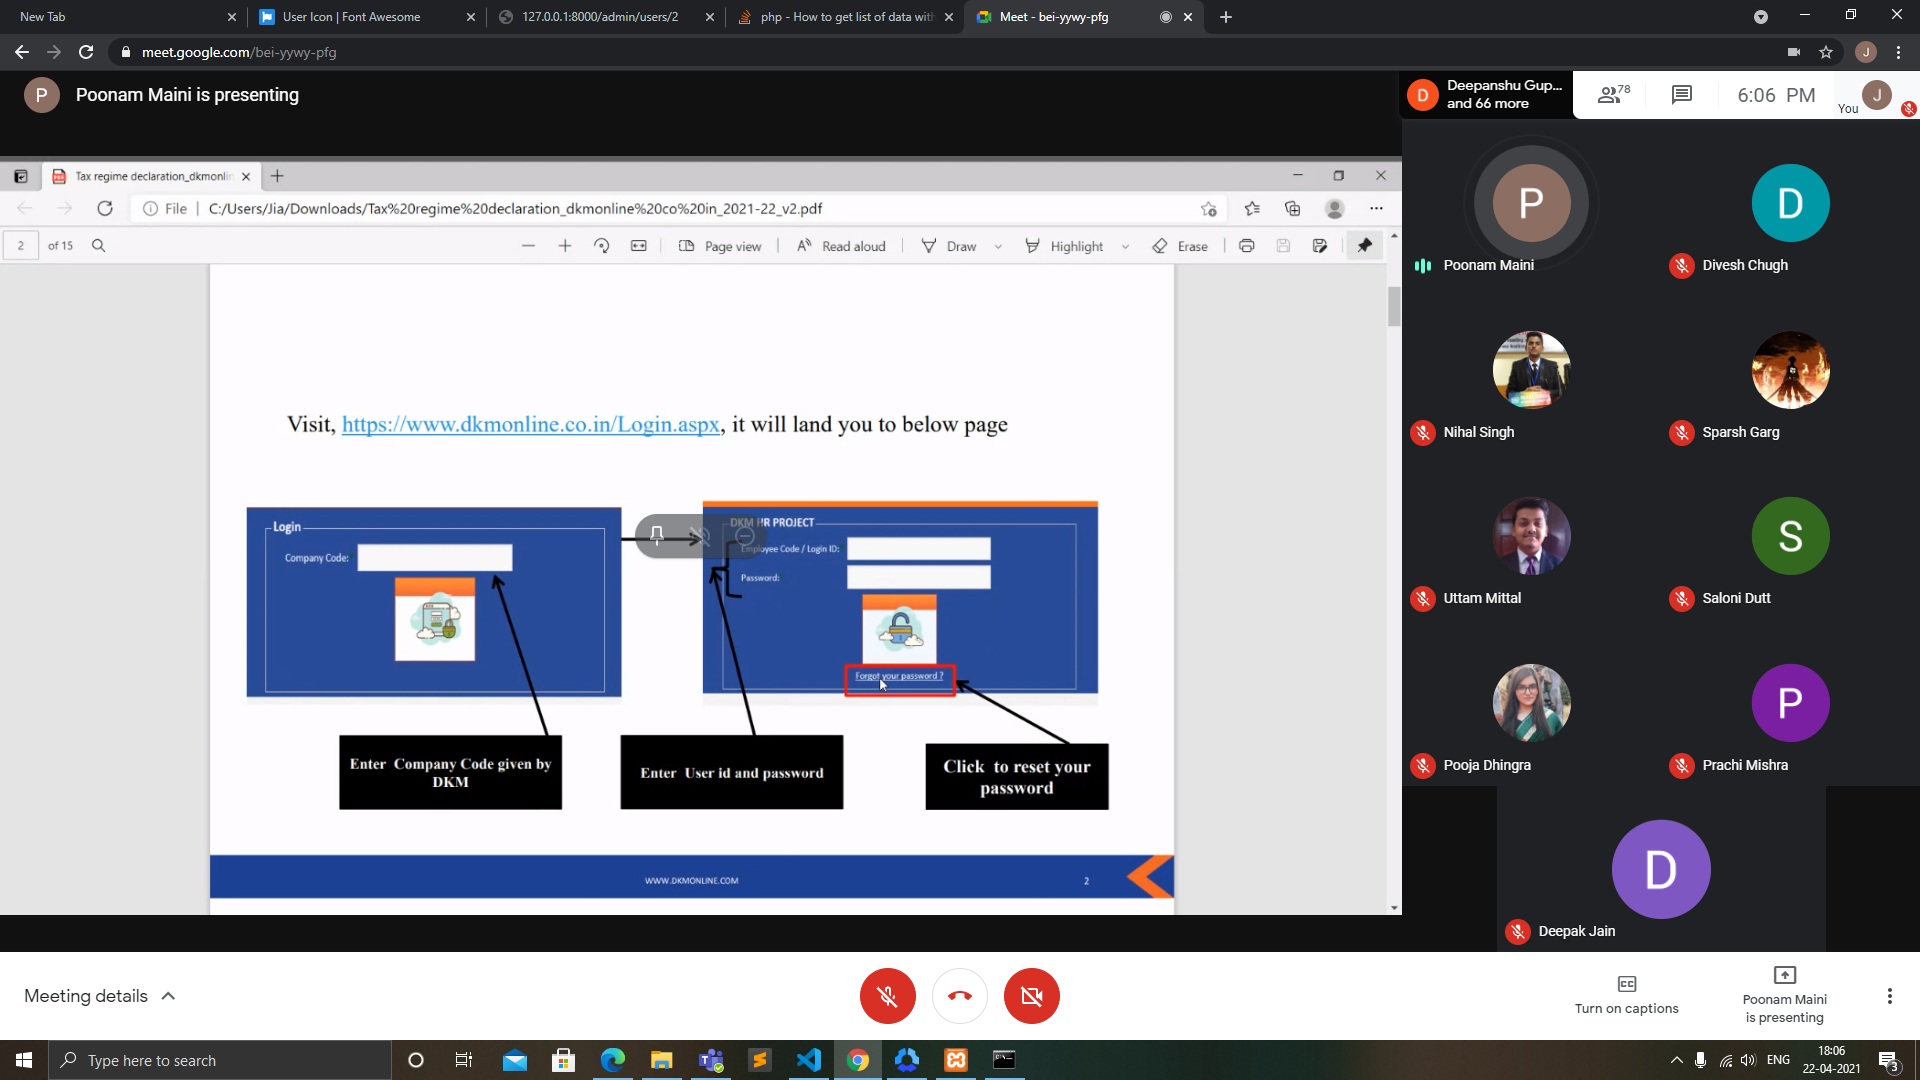 New Tab
User Icon | Font Awesome
127.0.0.1:8000/admin/users/2
php - How to get list of data with
Meet - bei-yywy-pfg
meet.google.com/bei-yywy-pfg
J
P
Poonam Maini is presenting
D
Deepanshu Gup...
and 66 more
78
6:06 PM
You
J
Tax regime declaration_dkmonlin
File
C:/Users/Jia/Downloads/Tax%20regime%20declaration_dkmonline%20co%20in_2021-22_v2.pdf
2
of 15
Page view
Read aloud
Draw
Highlight
Erase
Visit, https://www.dkmonline.co.in/Login.aspx, it will land you to below page
Login
Company Code:
DKM HR PROJECT
Employee Code / Login ID:
Password:
Forgot your password ?
Enter Company Code given by
DKM
Enter User id and password
Click to reset your
password
WWW.DKMONLINE.COM
2
P
Poonam Maini
D
Divesh Chugh
Nihal Singh
Sparsh Garg
Uttam Mittal
S
Saloni Dutt
Pooja Dhingra
P
Prachi Mishra
D
Deepak Jain
Meeting details
CC
Turn on captions
Poonam Maini
is presenting
Type here to search
ENG
18:06
22-04-2021
3